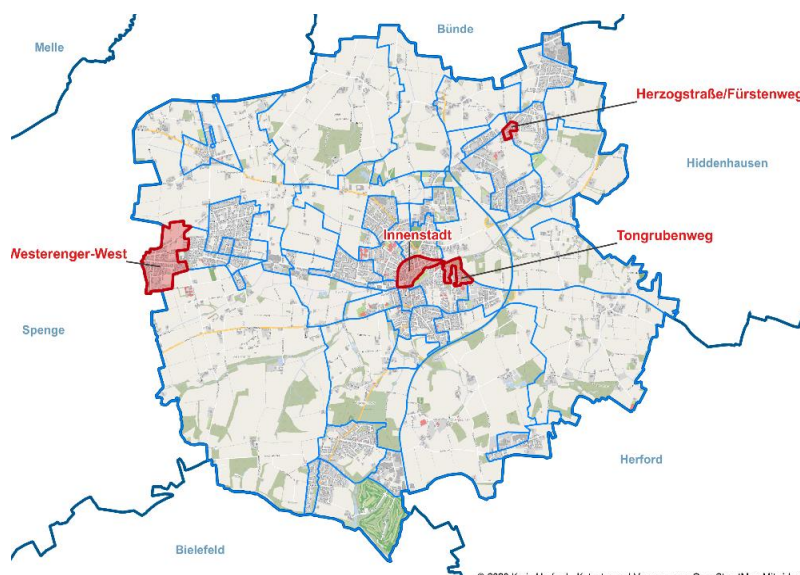 Melle
Bünde
Herzogstraße/Fürstenweg
Hiddenhausen
Innenstadt
Tongrubenweg
Westerenger-West
Spenge
Herford
Bielefeld